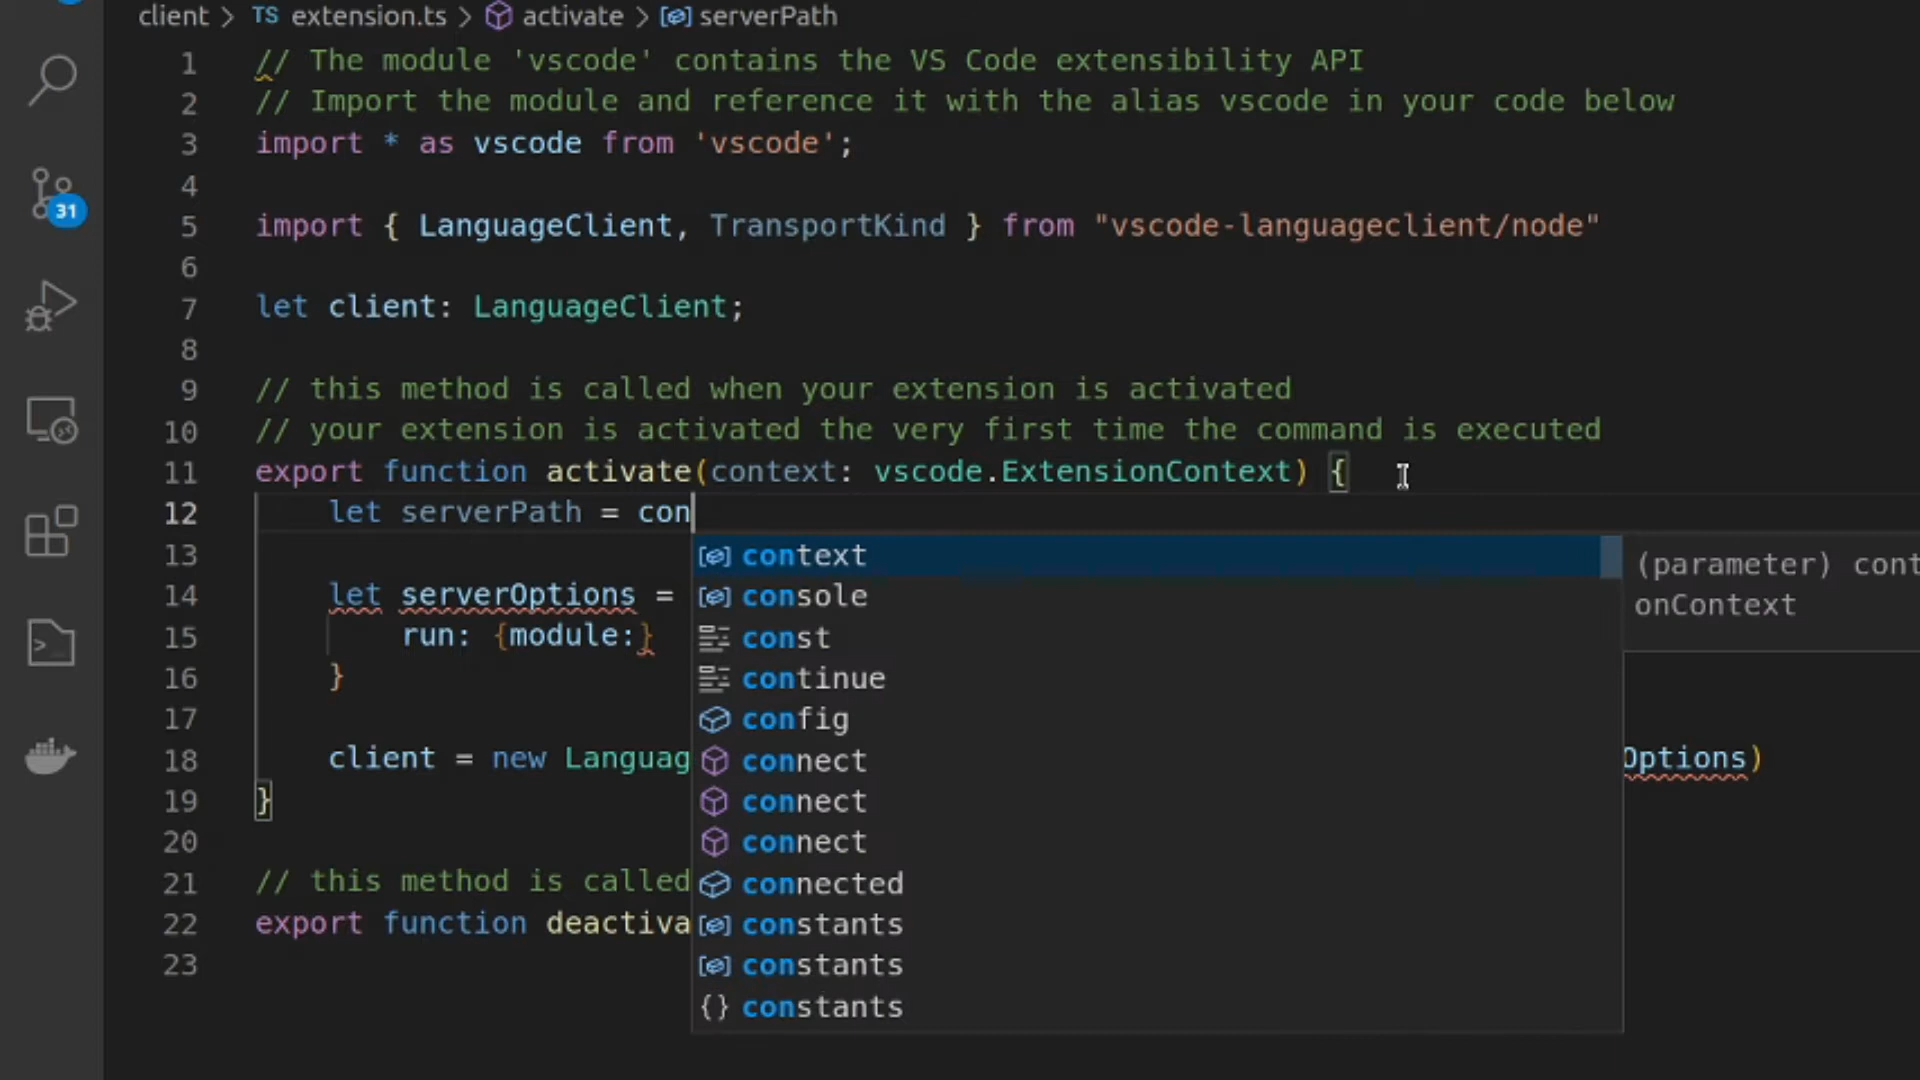 client > TS extension.ts > activate > serverPath
1 // The module 'vscode' contains the VS Code extensibility API
2 // Import the module and reference it with the alias vscode in your code below
3 import * as vscode from 'vscode';
4
5 import { LanguageClient, TransportKind } from "vscode-languageclient/node"
6
7 let client: LanguageClient;
8
9 // this method is called when your extension is activated
10 // your extension is activated the very first time the command is executed
11 export function activate(context: vscode.ExtensionContext) {
12 let serverPath = con
13 context (parameter) cont
14 let serverOptions = console onContext
15 run: {module:} const
16 } continue
17 config
18 client = new Languag connect Options)
19 } connect
20 connect
connected
21 // this method is called
22 export function deactiva constants
23 constants
{} constants
31